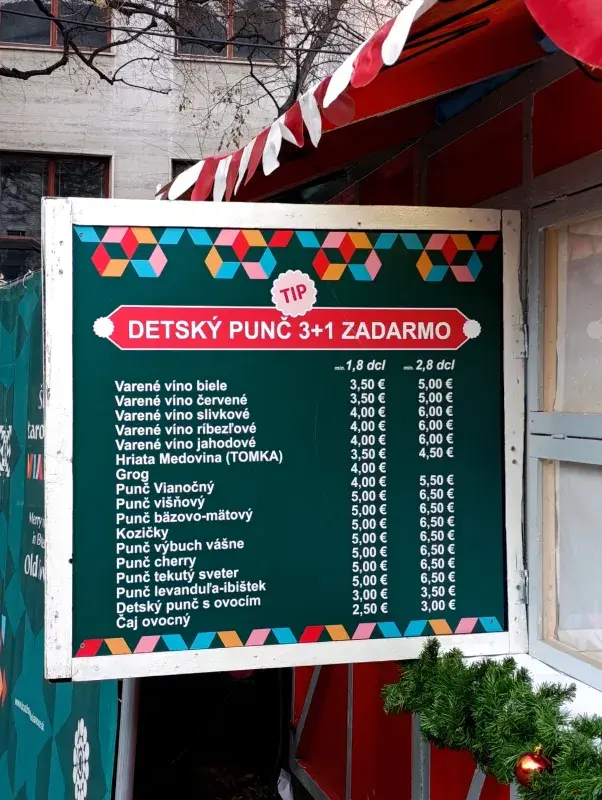 TIP
DETSKÝ PUNČ 3+1 ZADARMO
min. 1,8 dcl min. 2,8 dcl
Varené víno biele 3,50 € 5,00 €
Varené víno červené 3,50 € 5,00 €
Varené víno slivkové 4,00 € 6,00 €
Varené víno ríbezľové 4,00 € 6,00 €
Varené víno jahodové 4,00 € 6,00 €
Hriata Medovina (TOMKA) 3,50 € 4,50 €
Grog 4,00 €
Punč Vianočný 4,00 € 5,50 €
Punč višňový 5,00 € 6,50 €
Punč bäzovo-mätový 5,00 € 6,50 €
Kozičky 5,00 € 6,50 €
Punč výbuch vášne 5,00 € 6,50 €
Punč cherry 5,00 € 6,50 €
Punč tekutý sveter 5,00 € 6,50 €
Punč levanduľa-ibištek 5,00 € 6,50 €
Detský punč s ovocím 3,00 € 3,50 €
Čaj ovocný 2,50 € 3,00 €
Merry
in
Old